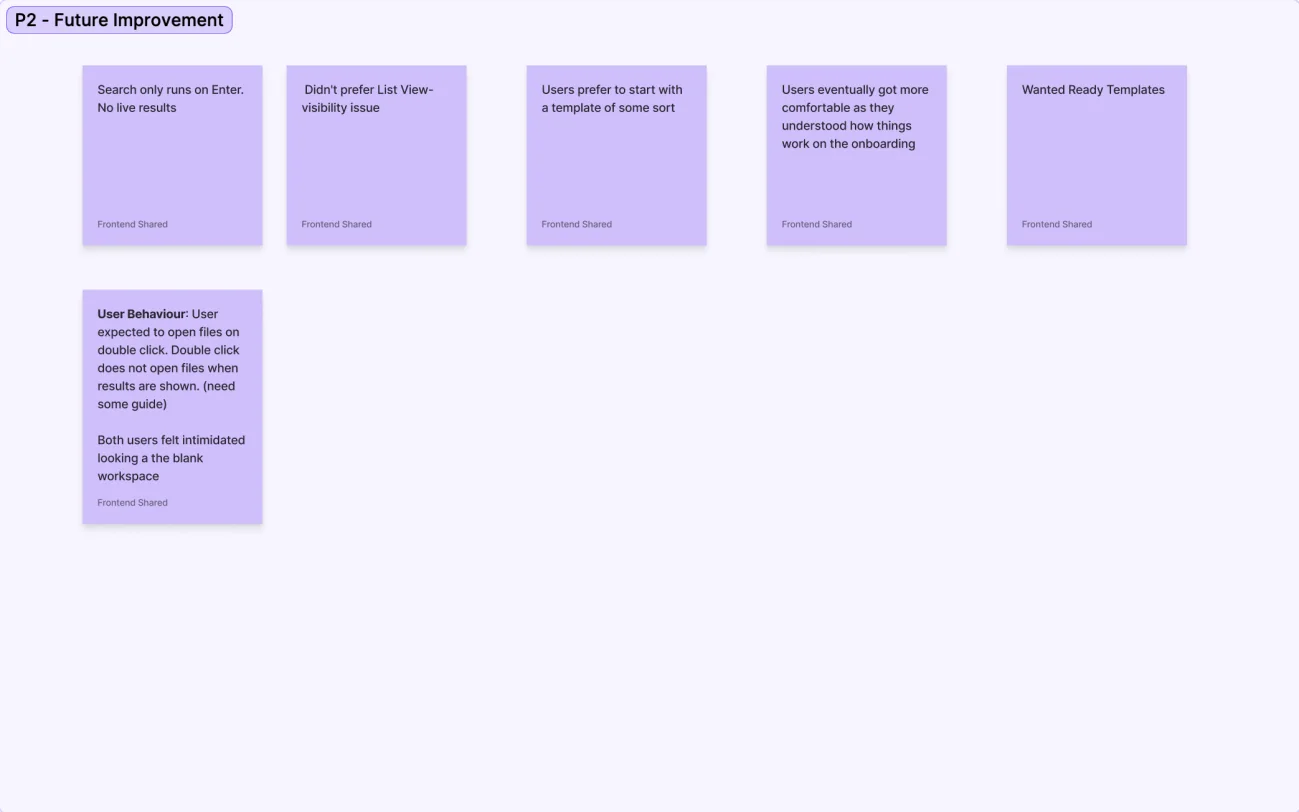 P2 - Future Improvement
Search only runs on Enter.
No live results
Frontend Shared
Didn't prefer List View-
visibility issue
Frontend Shared
Users prefer to start with
a template of some sort
Frontend Shared
Users eventually got more
comfortable as they
understood how things
work on the onboarding
Frontend Shared
Wanted Ready Templates
Frontend Shared
User Behaviour: User
expected to open files on
double click. Double click
does not open files when
results are shown. (need
some guide)
Both users felt intimidated
looking a the blank
workspace
Frontend Shared